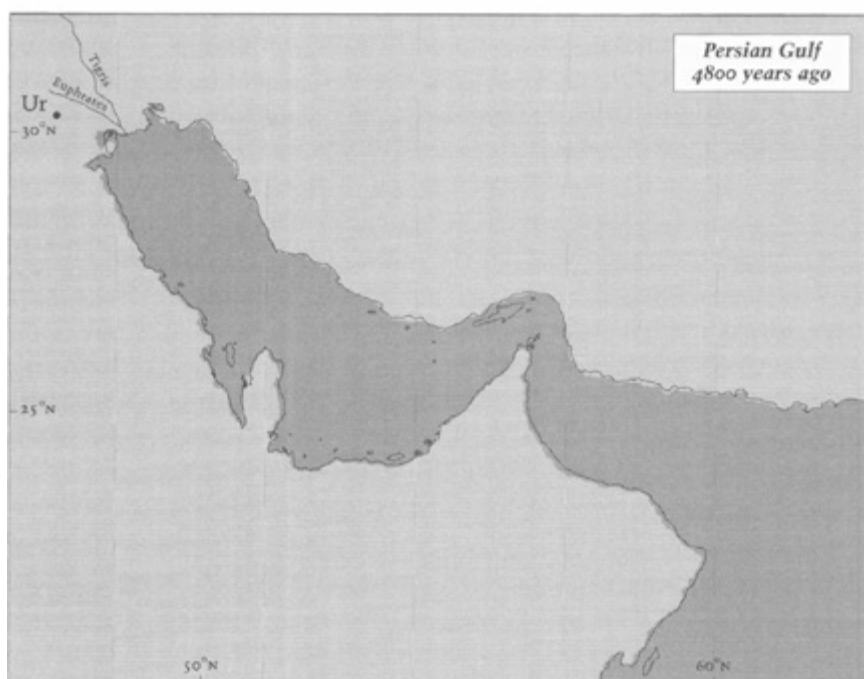 Persian Gulf
4800 years ago
Tigris
Euphrates
Ur
30°N
25°N
50°N
60°N